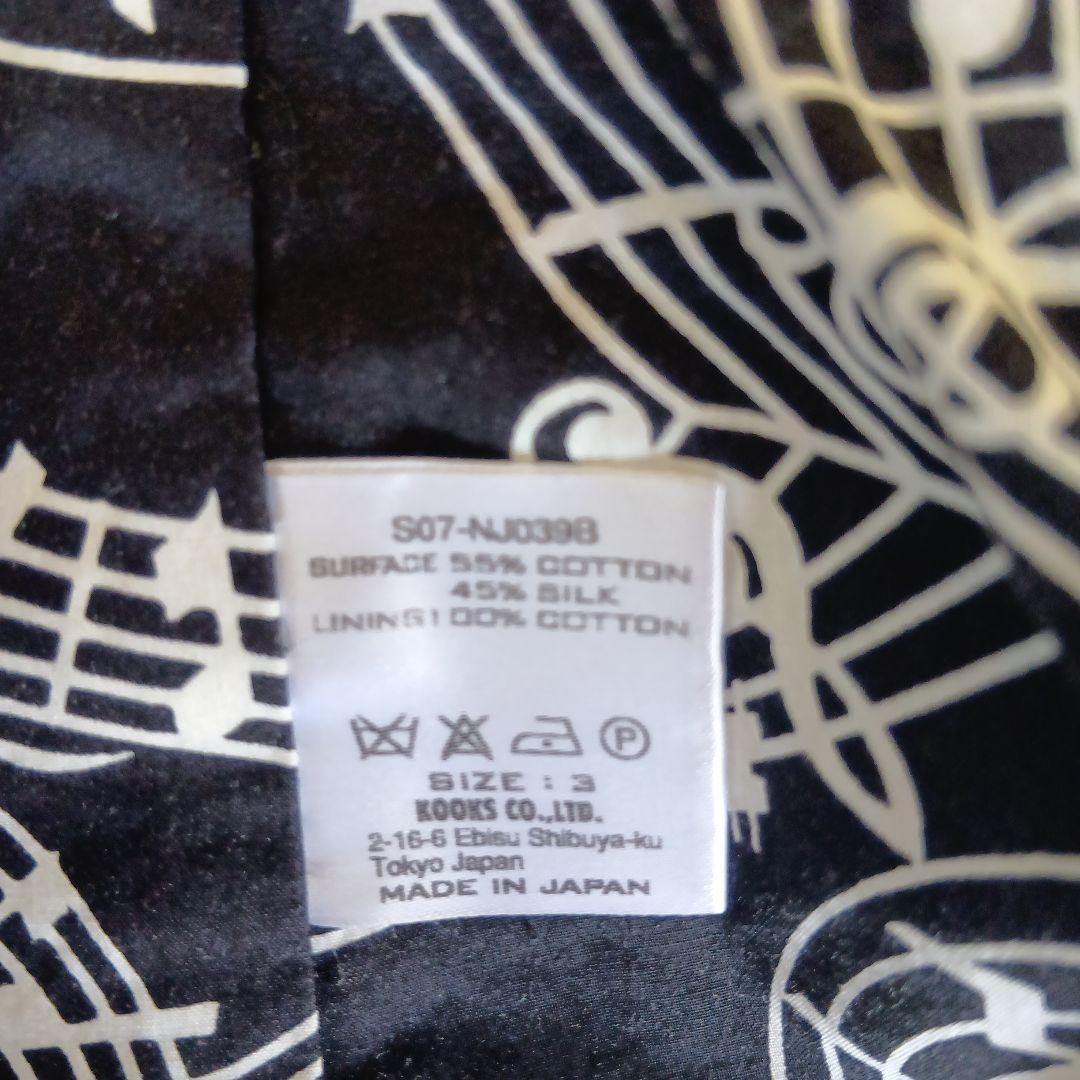 S07-NJ039B
SURFACE 55% COTTON
45% SILK
LINING100% COTTON
P
SIZE : 3
KOOKS CO.,LTD.
2-16-6 Ebisu Shibuya-ku
Tokyo Japan
MADE IN JAPAN